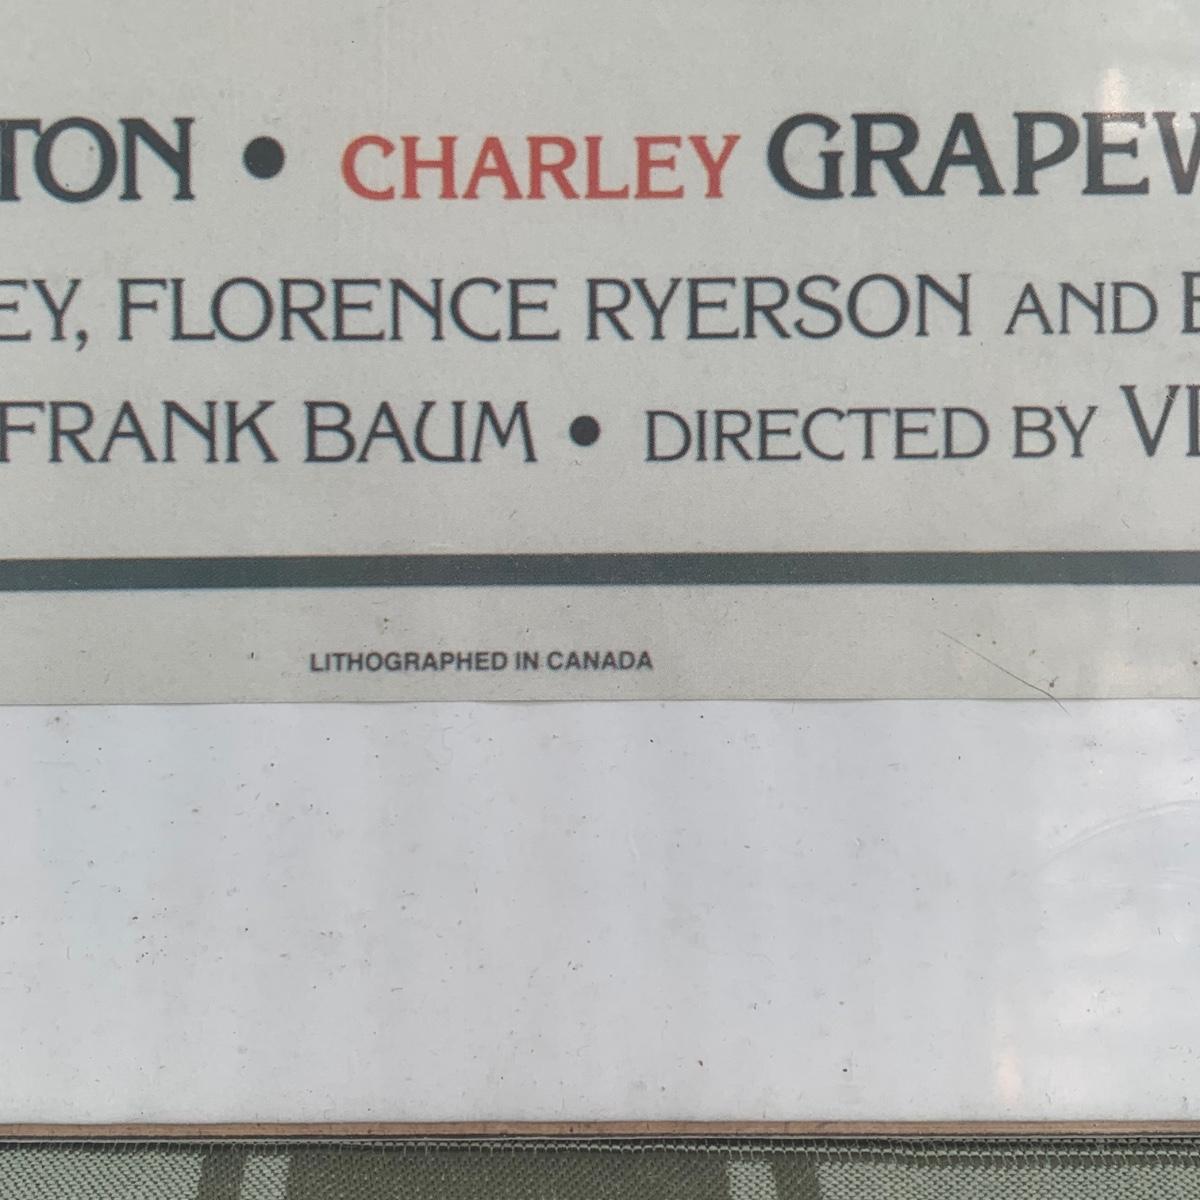 TON • CHARLEY GRAPEW
EY, FLORENCE RYERSON AND E
FRANK BAUM • DIRECTED BY VI
LITHOGRAPHED IN CANADA